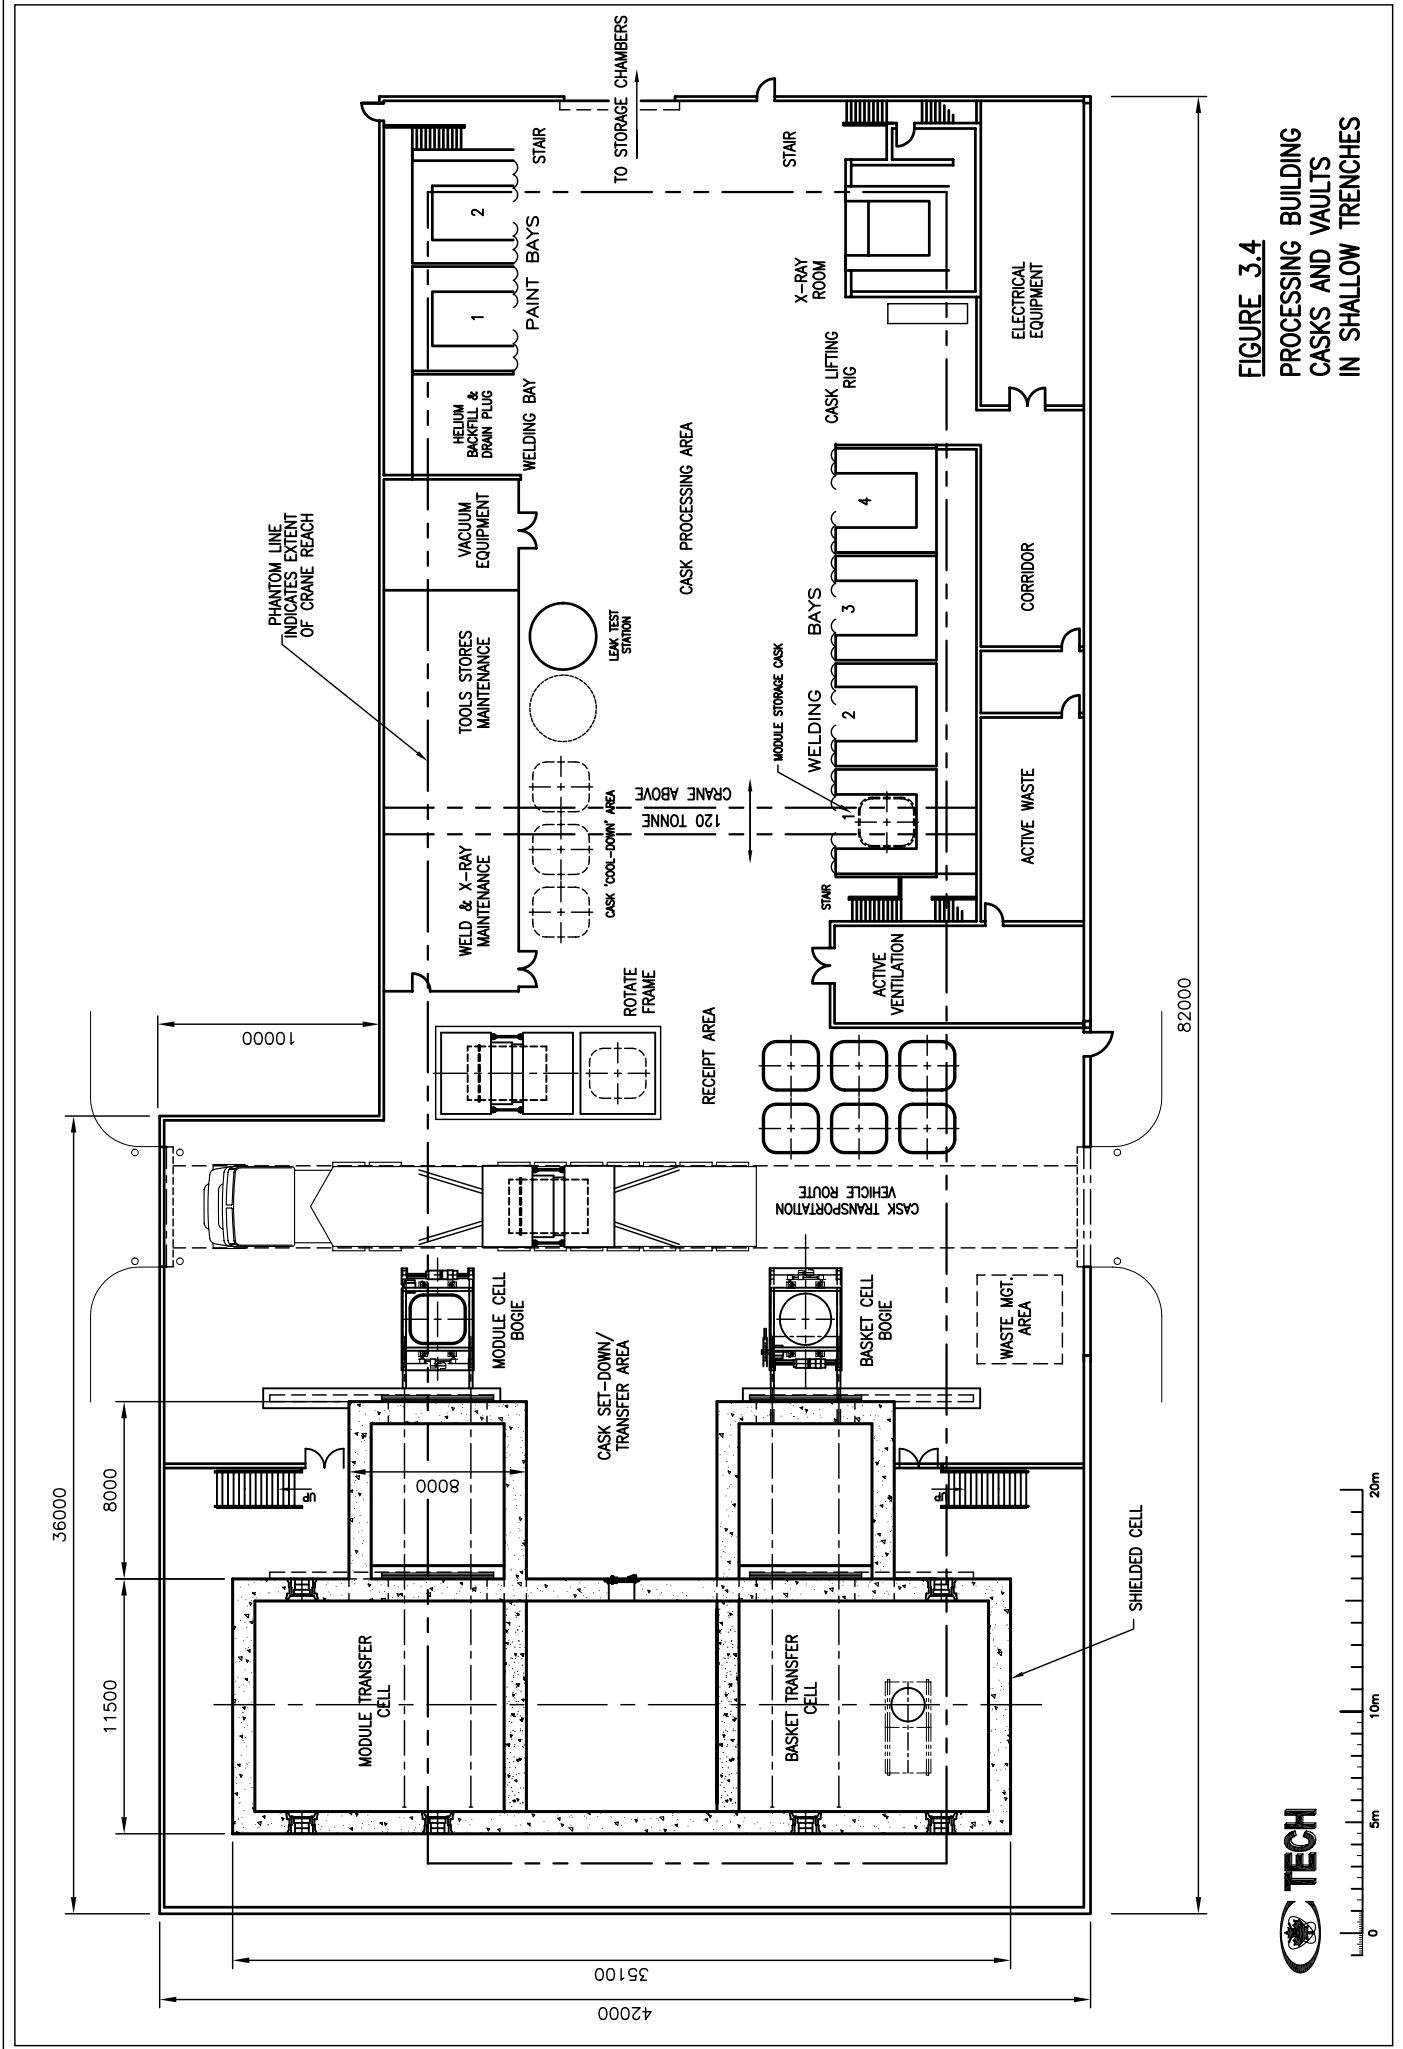 TO STORAGE CHAMBERS
STAIR
STAIR
2
1
PAINT BAYS
HELIUM
BACKFILL &
DRAIN PLUG
WELDING BAY
X-RAY
ROOM
ELECTRICAL
EQUIPMENT
CASK LIFTING
RIG
CASK PROCESSING AREA
VACUUM
EQUIPMENT
PHANTOM LINE
INDICATES EXTENT
OF CRANE REACH
TOOLS STORES
MAINTENANCE
LEAK TEST
STATION
WELDING BAYS
4
3
2
1
CORRIDOR
MODULE STORAGE CASK
120 TONNE
CRANE ABOVE
WELD & X-RAY
MAINTENANCE
CASK 'COOL-DOWN' AREA
STAIR
ACTIVE WASTE
ACTIVE
VENTILATION
ROTATE
FRAME
RECEIPT AREA
10000
82000
36000
CASK TRANSPORTATION
VEHICLE ROUTE
MODULE CELL
BOGIE
BASKET CELL
BOGIE
WASTE MGT.
AREA
CASK SET-DOWN/
TRANSFER AREA
8000
8000
UP
UP
11500
MODULE TRANSFER
CELL
BASKET TRANSFER
CELL
SHIELDED CELL
35100
42000
FIGURE 3.4
PROCESSING BUILDING
CASKS AND VAULTS
IN SHALLOW TRENCHES
TECH
0
5m
10m
20m